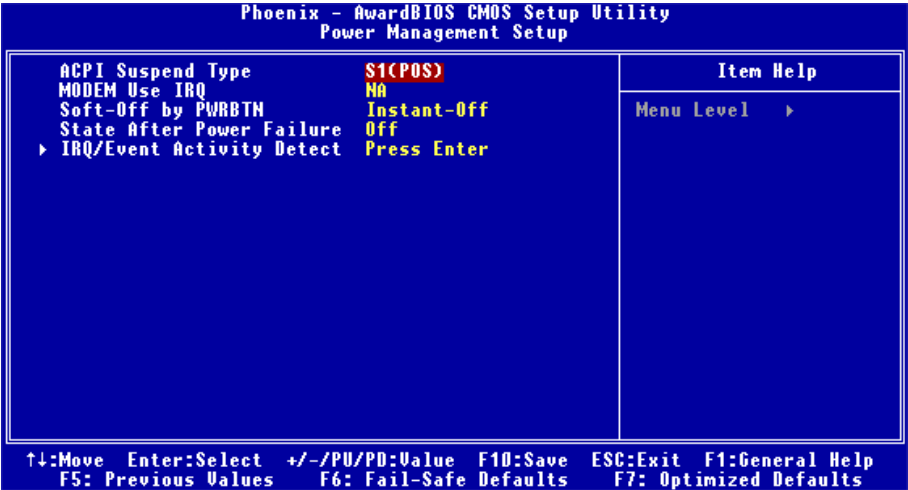 Phoenix - AwardBIOS CMOS Setup Utility
Power Management Setup
ACPI Suspend Type S1(POS)
MODEM Use IRQ NA
Soft-Off by PWRBTN Instant-Off
State After Power Failure Off
▸ IRQ/Event Activity Detect Press Enter
Item Help
Menu Level ▸
↑↓:Move Enter:Select +/-/PU/PD:Value F10:Save ESC:Exit F1:General Help
F5: Previous Values F6: Fail-Safe Defaults F7: Optimized Defaults